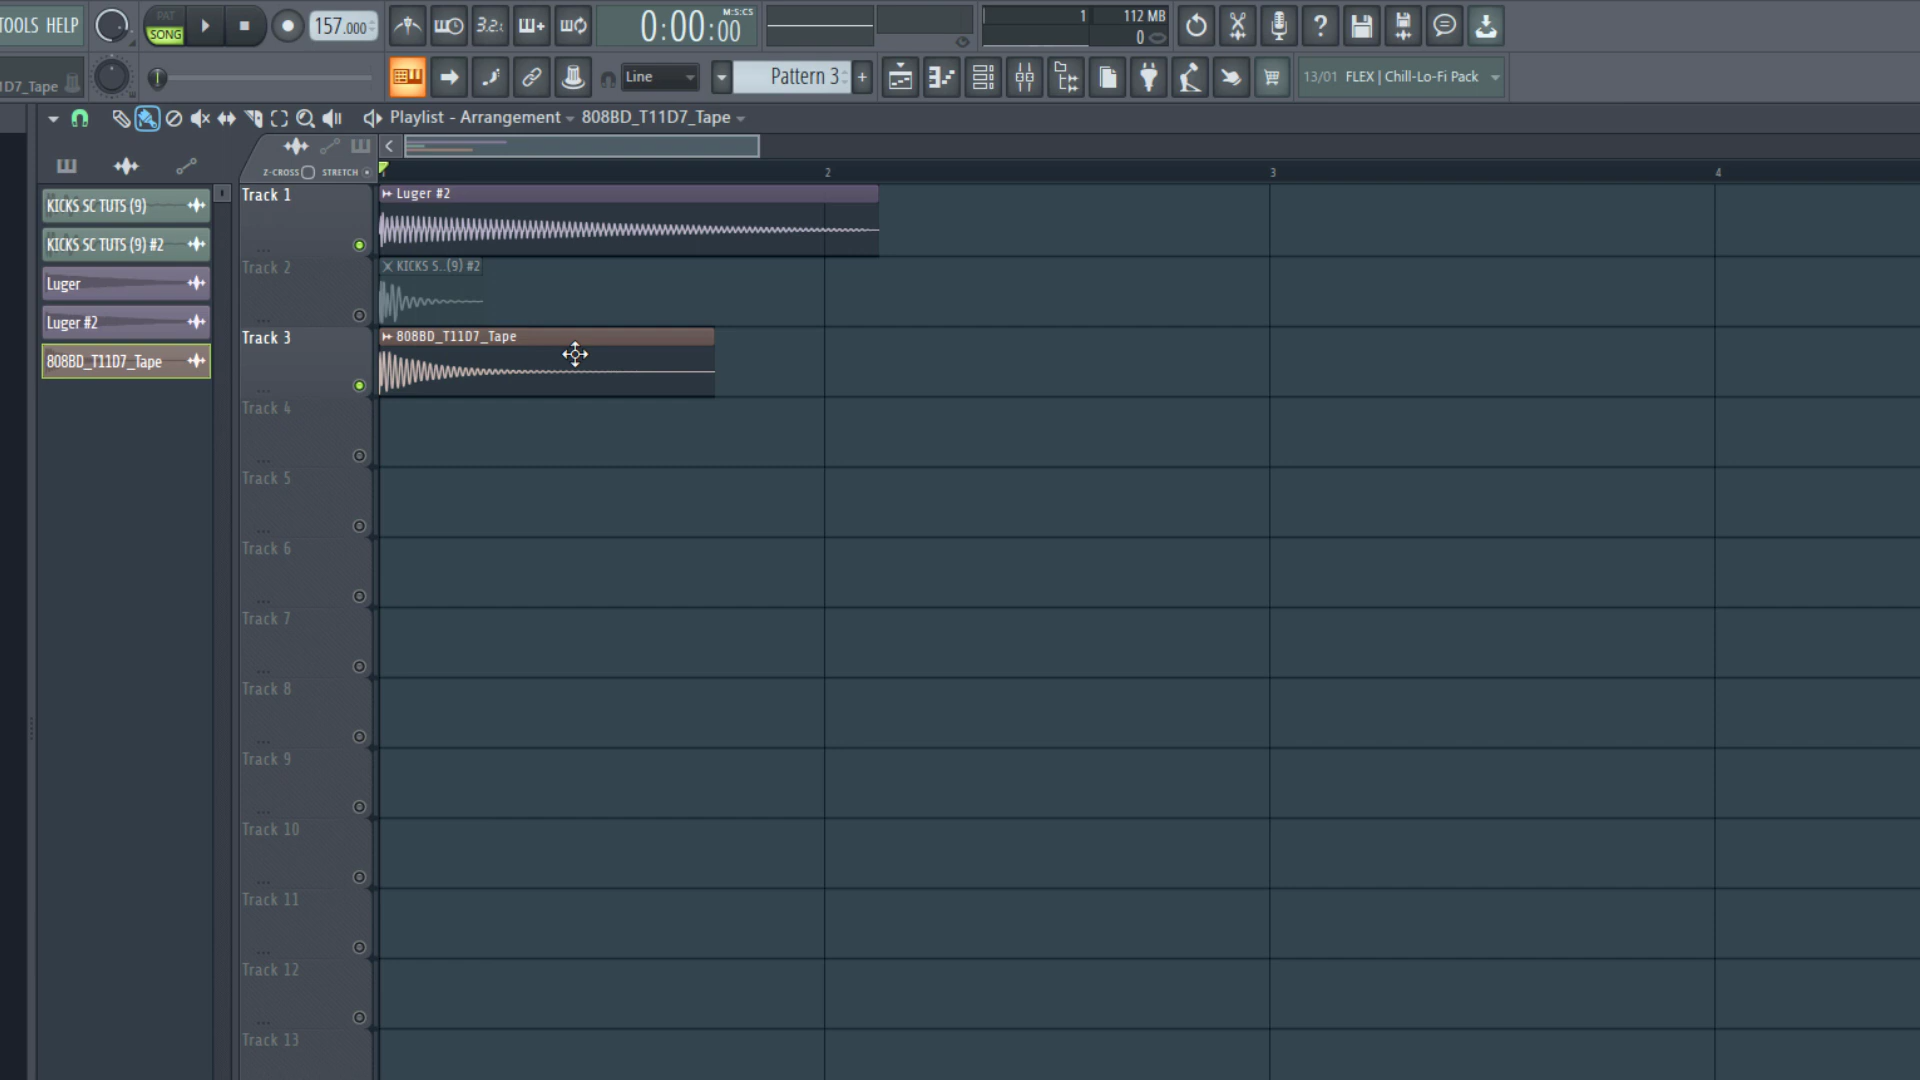 TOOLS HELP
PAT
SONG
157.000
3.2.
0:00:00
M:S:CS
1
112 MB
0
1D7_Tape
Line
Pattern 3
+
13/01 FLEX | Chill-Lo-Fi Pack
Playlist - Arrangement
808BD_T11D7_Tape
Z-CROSS
STRETCH
1
2
3
4
KICKS SC TUTS (9)
KICKS SC TUTS (9) #2
Luger
Luger #2
808BD_T11D7_Tape
Track 1
Luger #2
Track 2
KICKS S..(9) #2
Track 3
808BD_T11D7_Tape
Track 4
Track 5
Track 6
Track 7
Track 8
Track 9
Track 10
Track 11
Track 12
Track 13